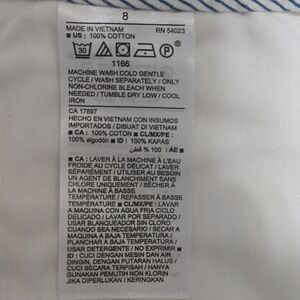 8
MADE IN VIETNAM RN 54023
■ US : 100% COTTON
30 P
1166
MACHINE WASH COLD GENTLE
CYCLE / WASH SEPARATELY / ONLY
NON-CHLORINE BLEACH WHEN
NEEDED / TUMBLE DRY LOW / COOL
IRON
CA 17897
HECHO EN VIETNAM CON INSUMOS
IMPORTADOS / DIBUAT DI VIETNAM
■ CA : 100% COTON ■ CL/MX/PE :
100% algodón ■ ID : 100% KAPAS
100 % : AE ■
■ CA : LAVER À LA MACHINE À L'EAU
FROIDE AU CYCLE DÉLICAT / LAVER
SÉPARÉMENT / UTILISER AU BESOIN
UN AGENT DE BLANCHIMENT SANS
CHLORE UNIQUEMENT / SÉCHER À
LA MACHINE À BASSE
TEMPÉRATURE / REPASSER À BASSE
TEMPÉRATURE ■ CL/MX/PE : LAVAR A
MAQUINA CON AGUA FRIA CICLO
DELICADO / LAVAR POR SEPARADO /
USAR BLANQUEADOR SIN CLORO
CUANDO SEA NECESARIO / SECAR A
MAQUINA A BAJA TEMPERATURA /
PLANCHAR A BAJA TEMPERATURA /
USAR DETERGENTE / NO EXPRIMIR ■
ID : CUCI DENGAN MESIN DAN AIR
DINGIN, DENGAN PUTARAN HALUS /
CUCI SECARA TERPISAH / HANYA
GUNAKAN PEMUTIH NON KLORIN
JIKA DIPERLUKAN / KERINGKAN